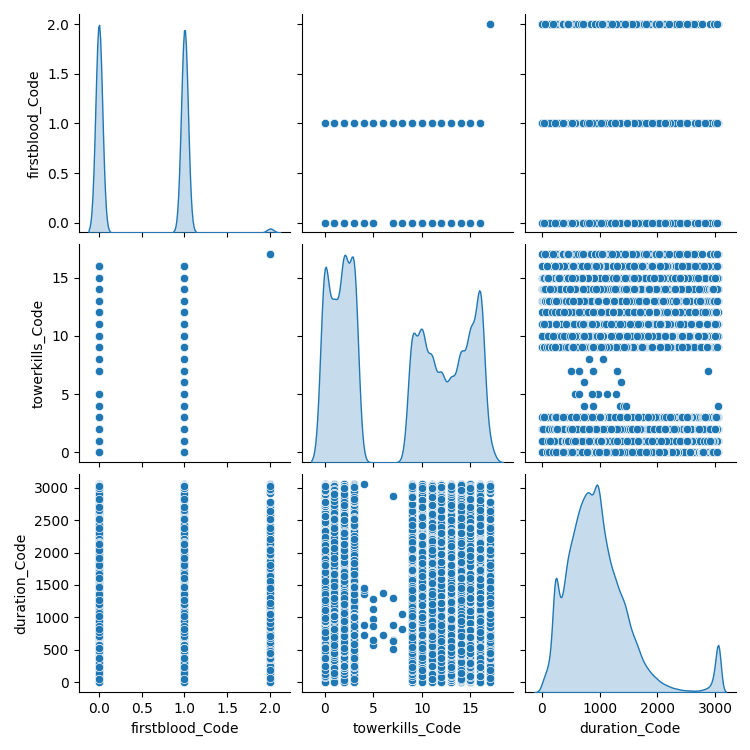 2.0
1.5
1.0
0.5
0.0
firstblood_Code
15
10
5
0
towerkills_Code
3000
2500
2000
1500
1000
500
0
duration_Code
0.0 0.5 1.0 1.5 2.0
0 5 10 15
0 1000 2000 3000
firstblood_Code
towerkills_Code
duration_Code